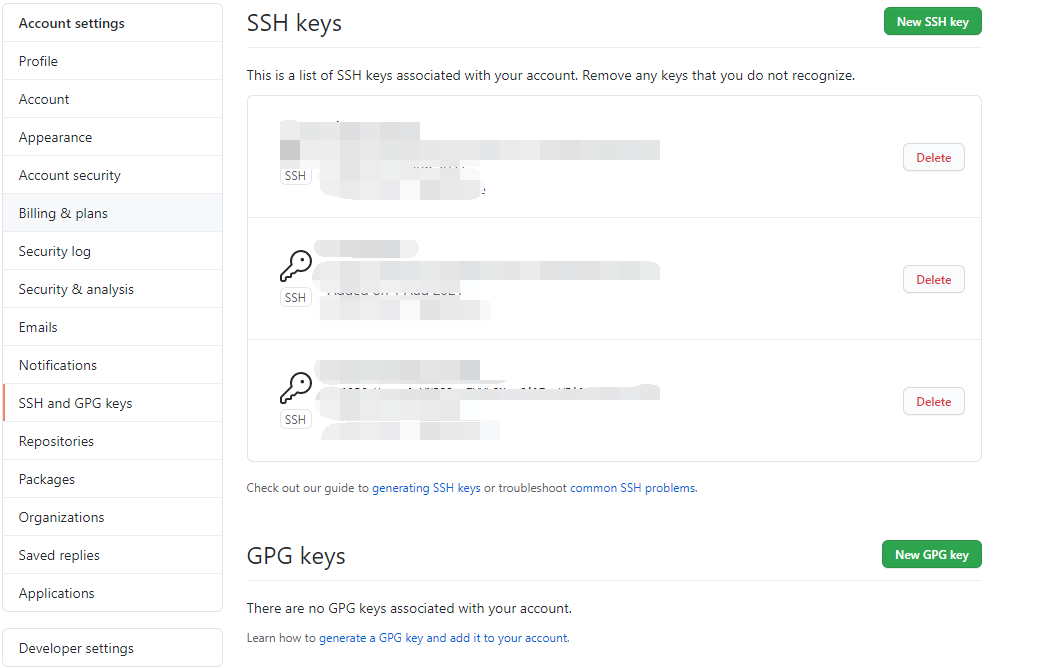 Account settings
Profile
Account
Appearance
Account security
Billing & plans
Security log
Security & analysis
Emails
Notifications
SSH and GPG keys
Repositories
Packages
Organizations
Saved replies
Applications
Developer settings
SSH keys
New SSH key
This is a list of SSH keys associated with your account. Remove any keys that you do not recognize.
SSH
Delete
SSH
Delete
SSH
Delete
Check out our guide to generating SSH keys or troubleshoot common SSH problems.
GPG keys
New GPG key
There are no GPG keys associated with your account.
Learn how to generate a GPG key and add it to your account.